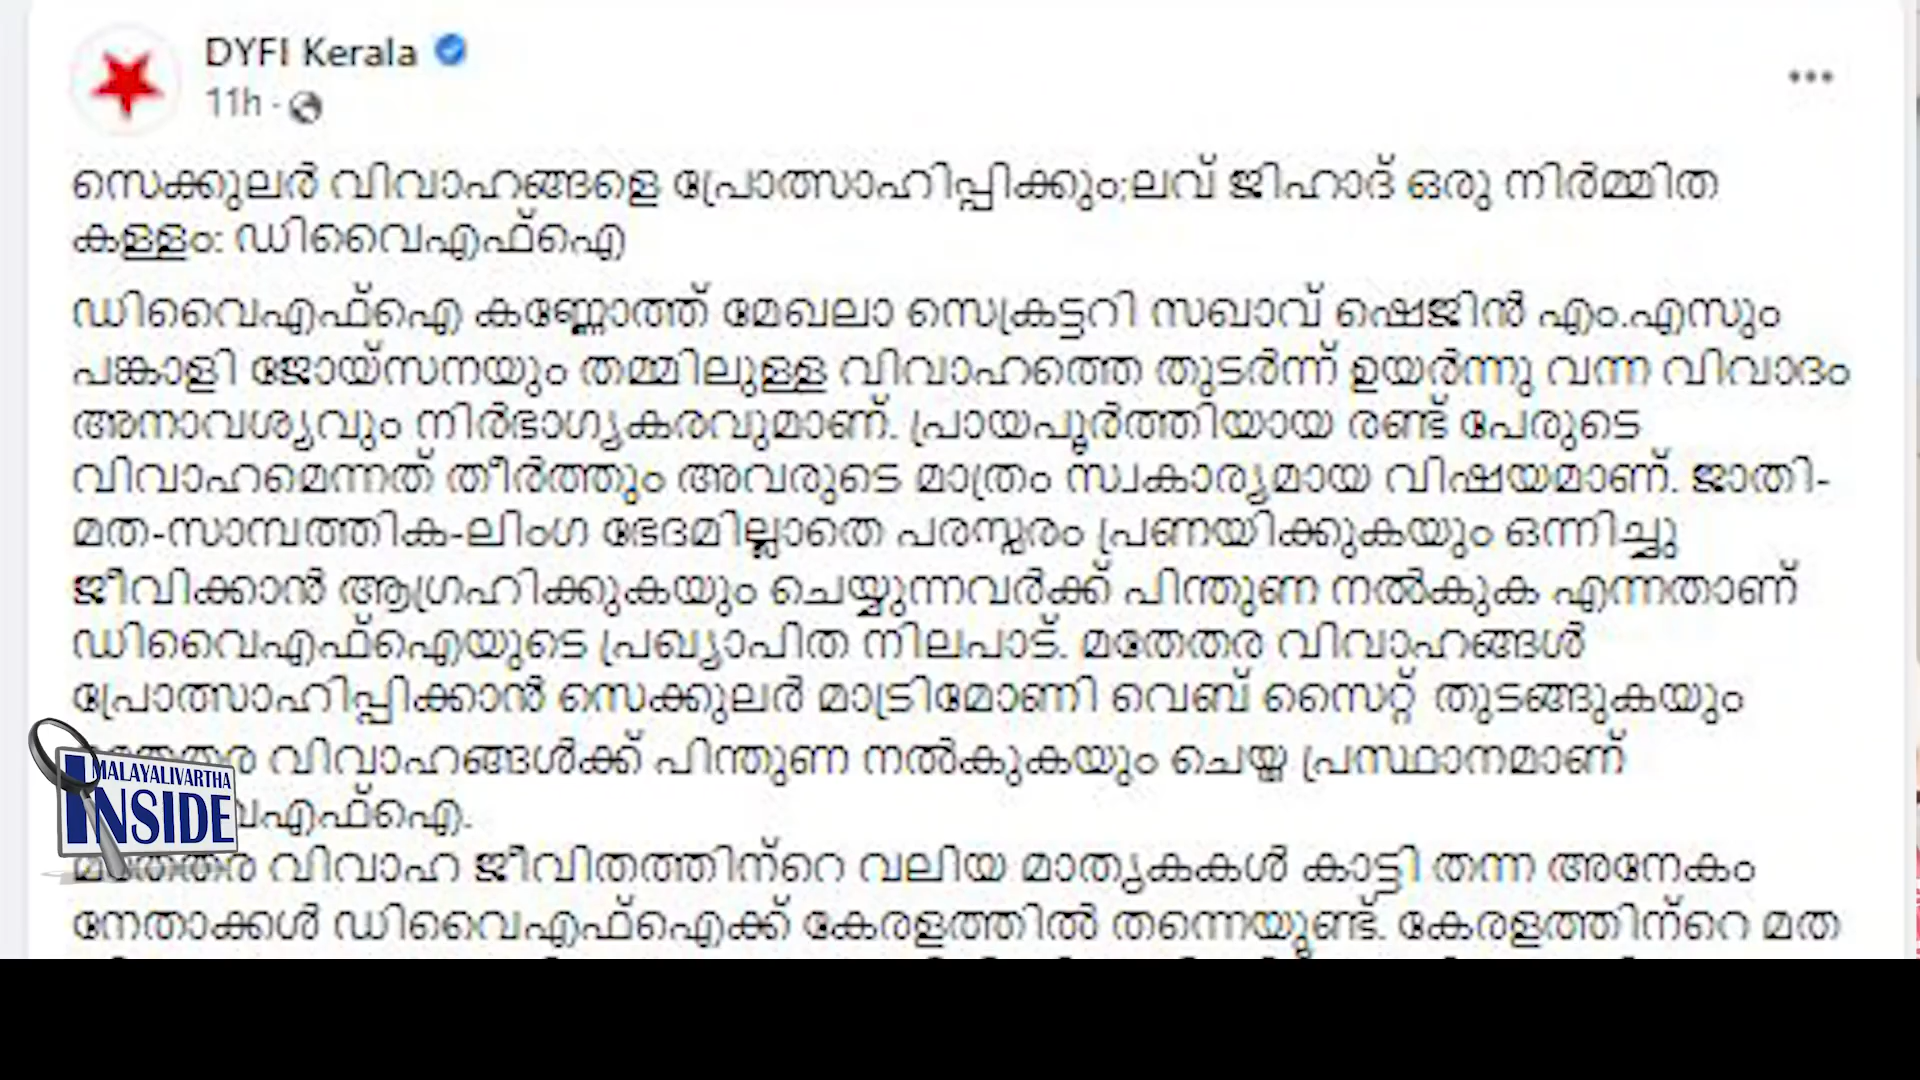 DYFI Kerala
11h
സെക്കുലർ വിവാഹങ്ങളെ പ്രോത്സാഹിപ്പിക്കും;ലവ് ജിഹാദ് ഒരു നിർമ്മിത
കള്ളം: ഡിവൈഎഫ്ഐ
ഡിവൈഎഫ്ഐ കണ്ണോത്ത് മേഖലാ സെക്രട്ടറി സഖാവ് ഷെജിൻ എം.എസും
പങ്കാളി ജോയ്സനയും തമ്മിലുള്ള വിവാഹത്തെ തുടർന്ന് ഉയർന്നു വന്ന വിവാദം
അനാവശ്യവും നിർഭാഗ്യകരവുമാണ്. പ്രായപൂർത്തിയായ രണ്ട് പേരുടെ
വിവാഹമെന്നത് തീർത്തും അവരുടെ മാത്രം സ്വകാര്യമായ വിഷയമാണ്. ജാതി-
മത-സാമ്പത്തിക-ലിംഗ ഭേദമില്ലാതെ പരസ്പരം പ്രണയിക്കുകയും ഒന്നിച്ചു
ജീവിക്കാൻ ആഗ്രഹിക്കുകയും ചെയ്യുന്നവർക്ക് പിന്തുണ നൽകുക എന്നതാണ്
ഡിവൈഎഫ്ഐയുടെ പ്രഖ്യാപിത നിലപാട്. മതേതര വിവാഹങ്ങൾ
പ്രോത്സാഹിപ്പിക്കാൻ സെക്കുലർ മാട്രിമോണി വെബ് സൈറ്റ് തുടങ്ങുകയും
വിവാഹങ്ങൾക്ക് പിന്തുണ നൽകുകയും ചെയ്ത പ്രസ്ഥാനമാണ്
MALAYALIVARTHA
INSIDE
മതേതര വിവാഹ ജീവിതത്തിന്റെ വലിയ മാതൃകകൾ കാട്ടി തന്ന അനേകം
നേതാക്കൾ ഡിവൈഎഫ്ഐക്ക് കേരളത്തിൽ തന്നെയുണ്ട്. കേരളത്തിന്റെ മത